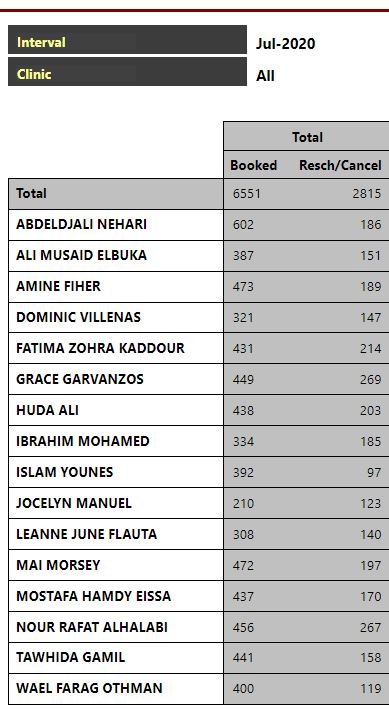 Interval Jul-2020
Clinic All
Total
Booked Resch/Cancel
Total 6551 2815
ABDELDJALI NEHARI 602 186
ALI MUSAID ELBUKA 387 151
AMINE FIHER 473 189
DOMINIC VILLENAS 321 147
FATIMA ZOHRA KADDOUR 431 214
GRACE GARVANZOS 449 269
HUDA ALI 438 203
IBRAHIM MOHAMED 334 185
ISLAM YOUNES 392 97
JOCELYN MANUEL 210 123
LEANNE JUNE FLAUTA 308 140
MAI MORSEY 472 197
MOSTAFA HAMDY EISSA 437 170
NOUR RAFAT ALHALABI 456 267
TAWHIDA GAMIL 441 158
WAEL FARAG OTHMAN 400 119